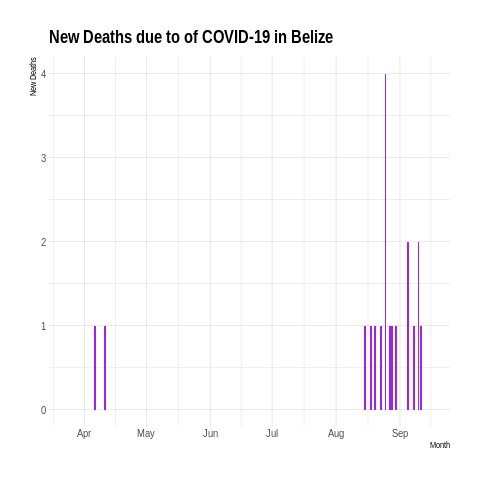 New Deaths due to of COVID-19 in Belize
New Deaths
4
3
2
1
0
Apr May Jun Jul Aug Sep
Month